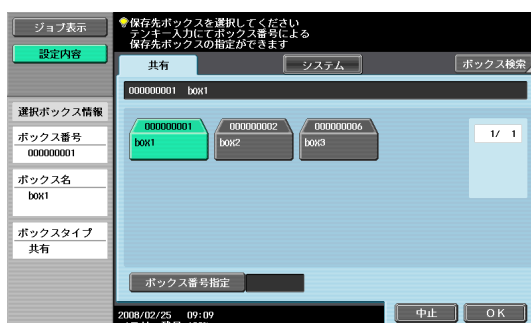 ジョブ表示
設定内容
選択ボックス情報
ボックス番号
000000001
ボックス名
box1
ボックスタイプ
共有
保存先ボックスを選択してください
テンキー入力にてボックス番号による
保存先ボックスの指定ができます
共有
システム
ボックス検索
000000001 box1
000000001
box1
000000002
box2
000000006
box3
1/ 1
ボックス番号指定
2008/02/25 09:09
中止
OK